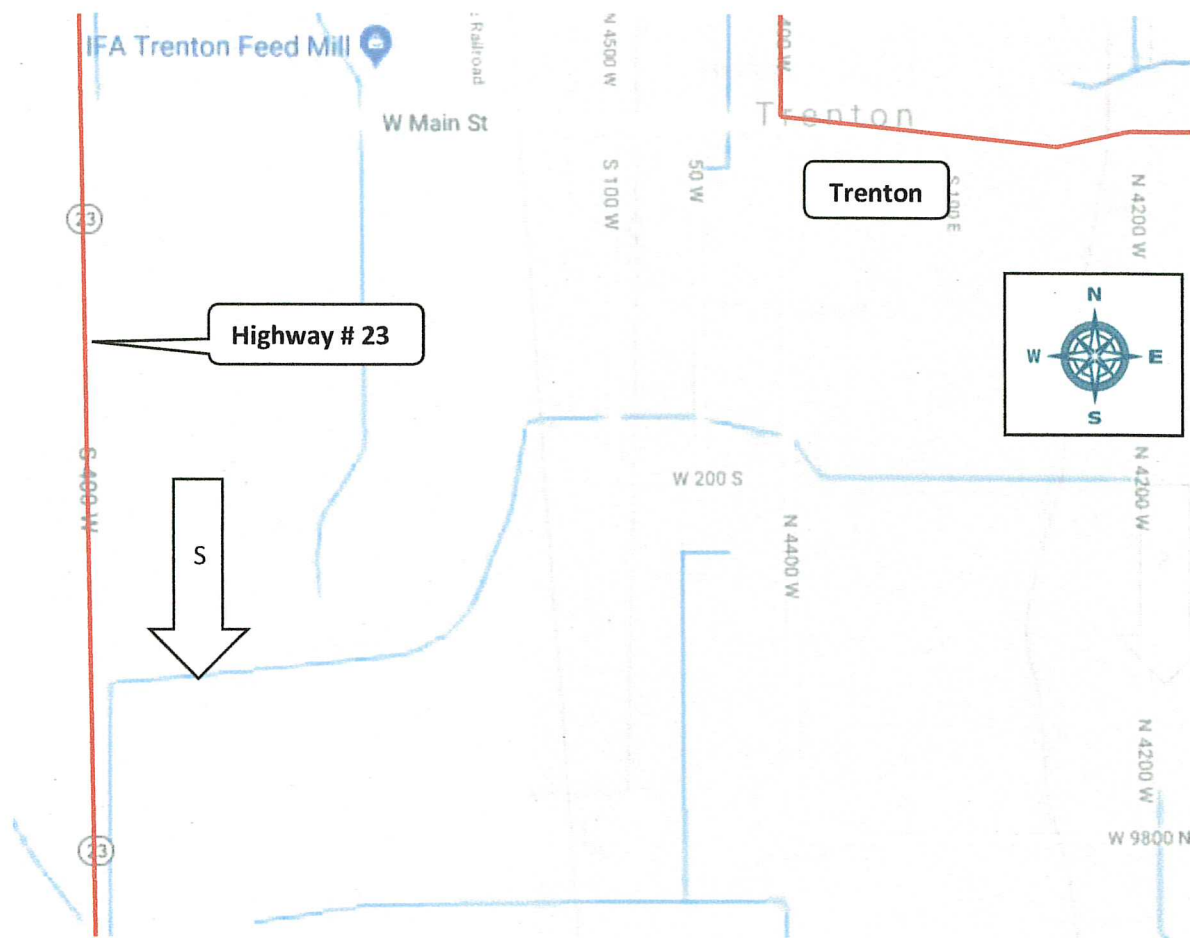 IFA Trenton Feed Mill
: Railroad
N 4500 W
400 W
W Main St
Trenton
S 100 W
50 W
Trenton
S 100 E
N 4200 W
23
Highway # 23
N
W
E
S
S 400 W
W 200 S
N 4200 W
S
N 4400 W
N 4200 W
W 9800 N
23